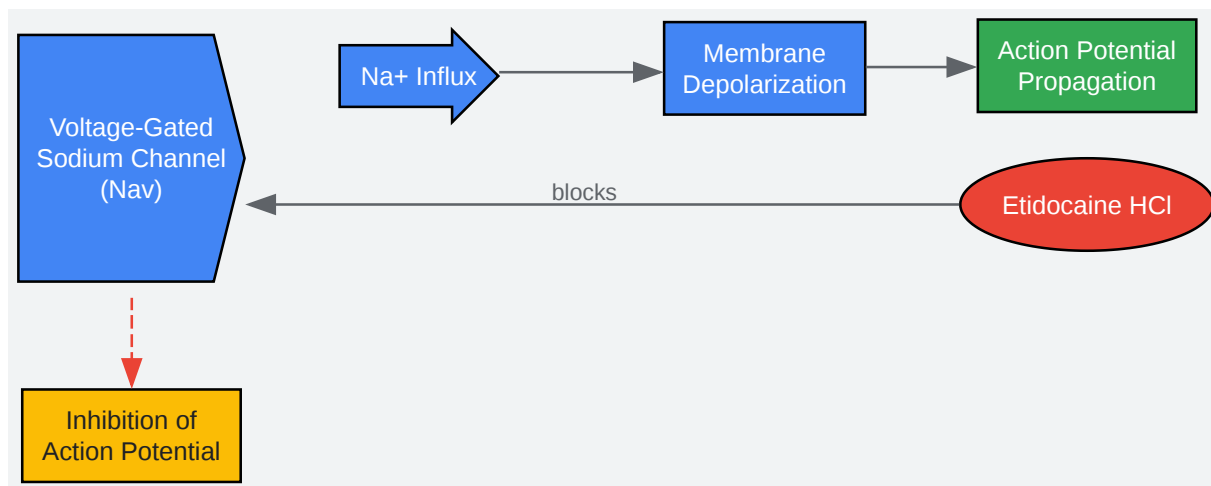 Voltage-Gated
Sodium Channel
(Nav)
Na+ Influx
Membrane
Depolarization
Action Potential
Propagation
blocks
Etidocaine HCl
Inhibition of
Action Potential